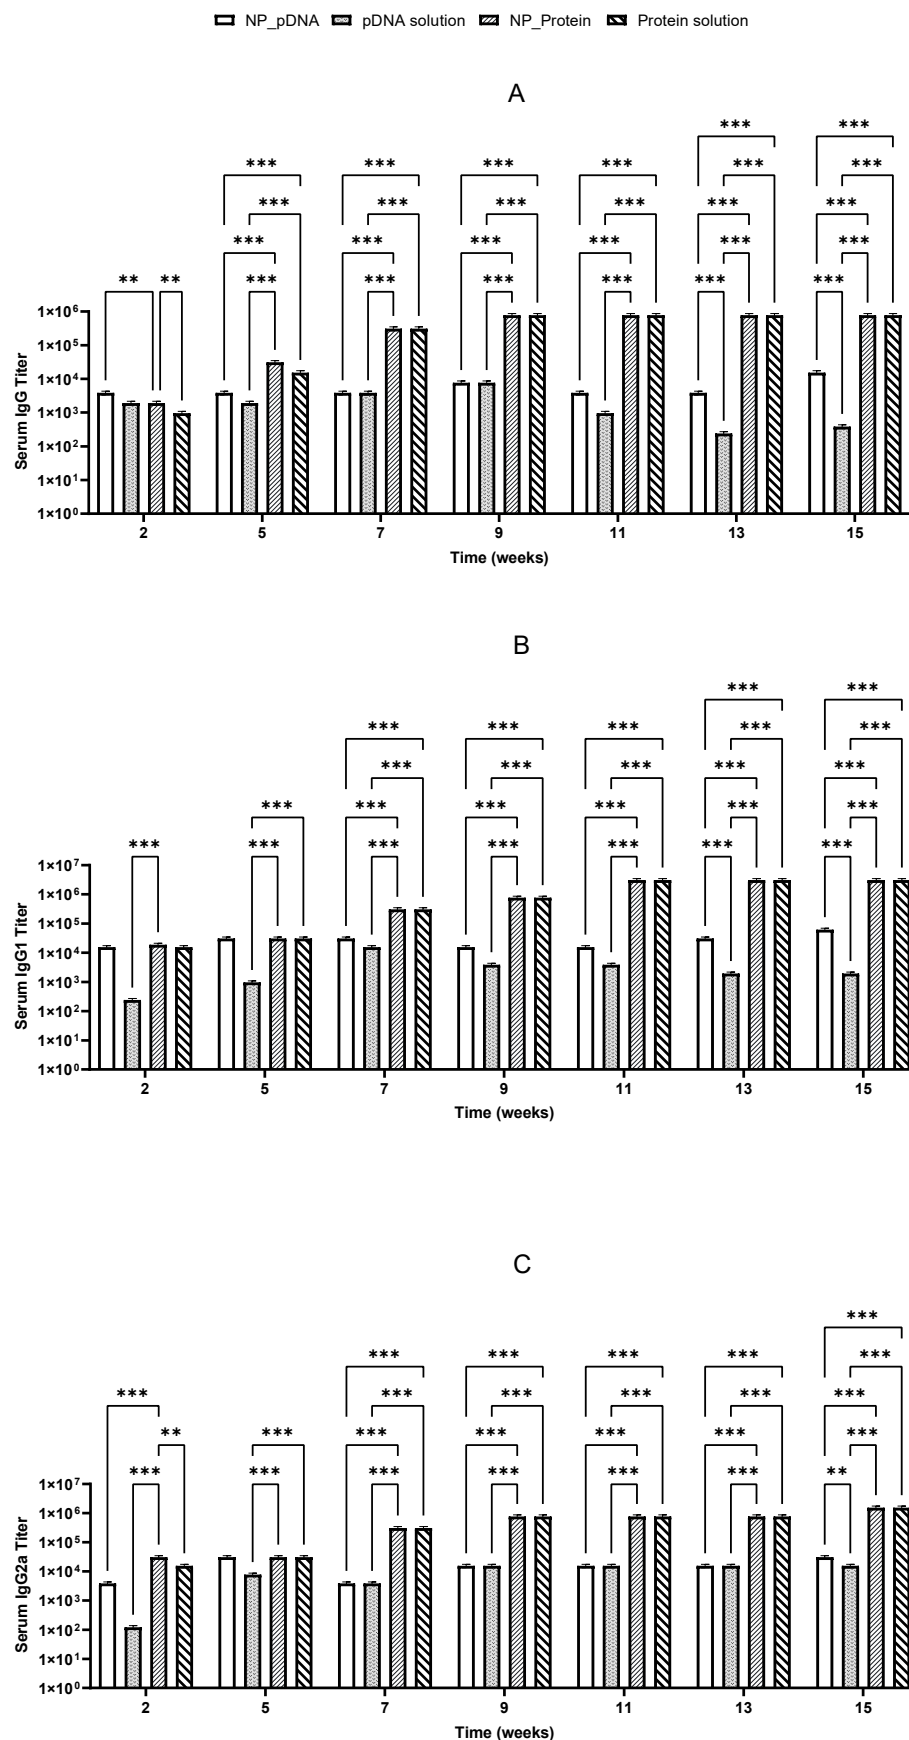 NP_pDNA pDNA solution NP_Protein Protein solution
A
*** ***
*** *** *** *** *** ***
*** *** *** *** *** ***
*** *** *** *** *** ***
** ** *** *** *** *** *** ***
Serum IgG Titer
1×10⁶
1×10⁵
1×10⁴
1×10³
1×10²
1×10¹
1×10⁰
2 5 7 9 11 13 15
Time (weeks)
B
*** ***
*** *** *** *** ***
*** *** *** *** ***
*** *** *** *** *** ***
*** *** *** *** *** *** ***
Serum IgG1 Titer
1×10⁷
1×10⁶
1×10⁵
1×10⁴
1×10³
1×10²
1×10¹
1×10⁰
2 5 7 9 11 13 15
Time (weeks)
C
***
*** *** *** *** ***
*** *** *** *** *** ***
** *** *** *** *** *** ***
*** *** *** *** *** *** **
Serum IgG2a Titer
1×10⁷
1×10⁶
1×10⁵
1×10⁴
1×10³
1×10²
1×10¹
1×10⁰
2 5 7 9 11 13 15
Time (weeks)